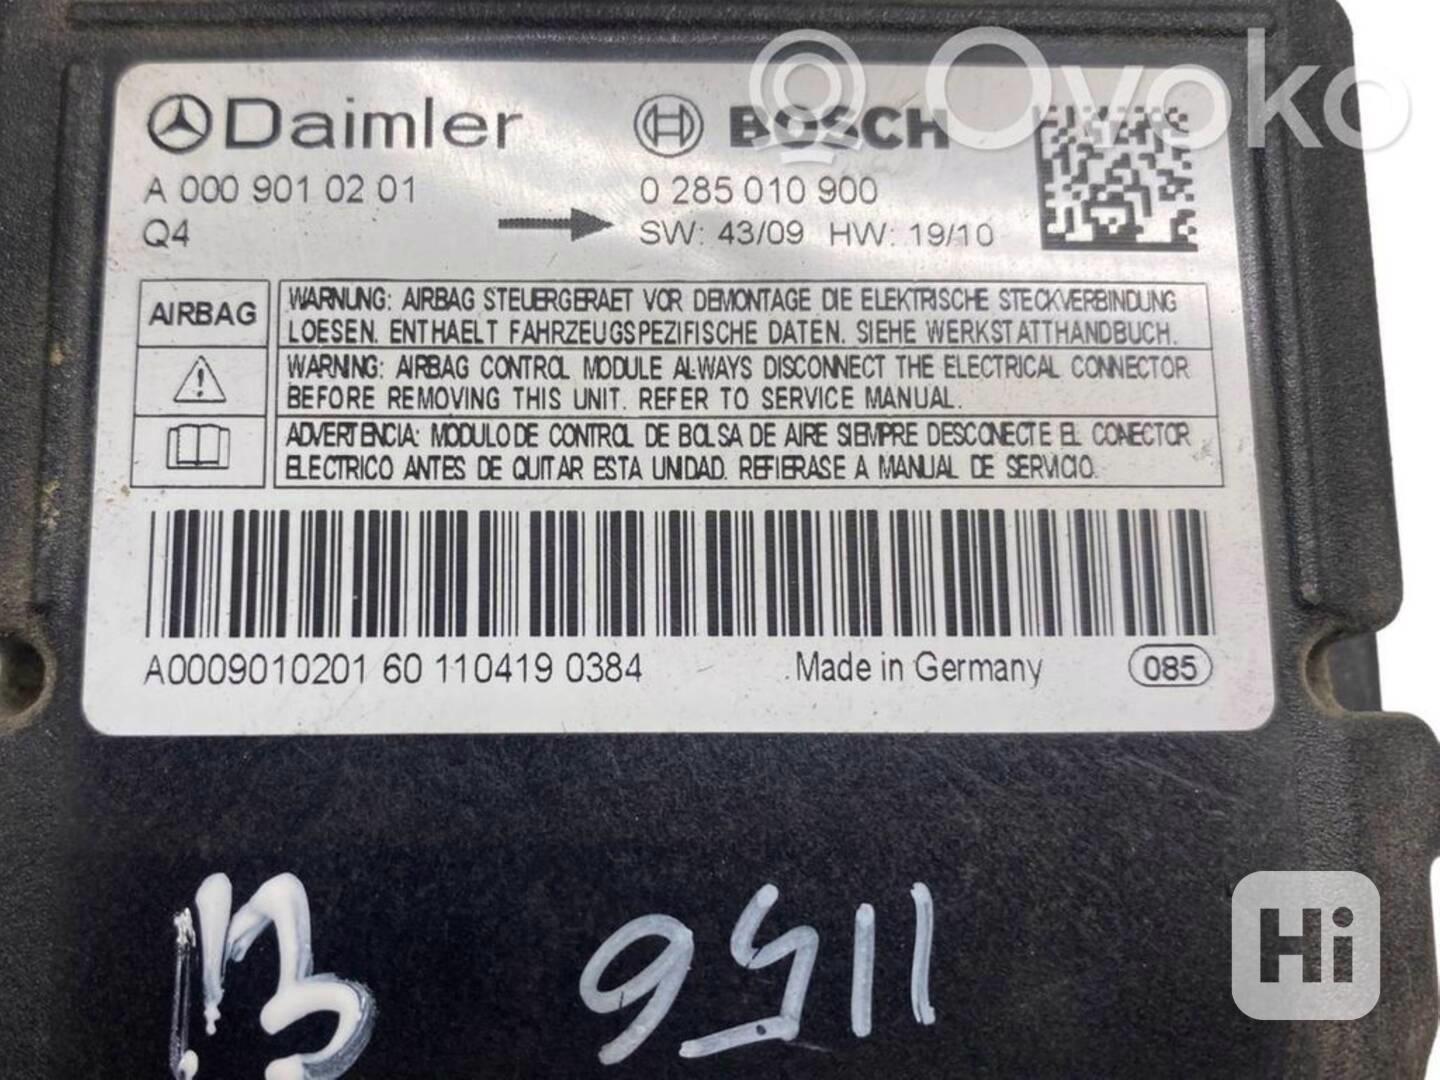 Ovoko
Daimler
BOSCH
A 000 901 02 01
0 285 010 900
Q4
SW: 43/09 HW: 19/10
AIRBAG
WARNUNG: AIRBAG STEUERGERAET VOR DEMONTAGE DIE ELEKTRISCHE STECKVERBINDUNG
LOESEN. ENTHAELT FAHRZEUGSPEZIFISCHE DATEN. SIEHE WERKSTATTHANDBUCH.
WARNING: AIRBAG CONTROL MODULE ALWAYS DISCONNECT THE ELECTRICAL CONNECTOR
BEFORE REMOVING THIS UNIT. REFER TO SERVICE MANUAL.
ADVERTENCIA: MODULO DE CONTROL DE BOLSA DE AIRE SIEMPRE DESCONECTE EL CONECTOR
ELECTRICO ANTES DE QUITAR ESTA UNIDAD. REFIERASE A MANUAL DE SERVICIO.
A0009010201 60 110419 0384
Made in Germany
085
Hi